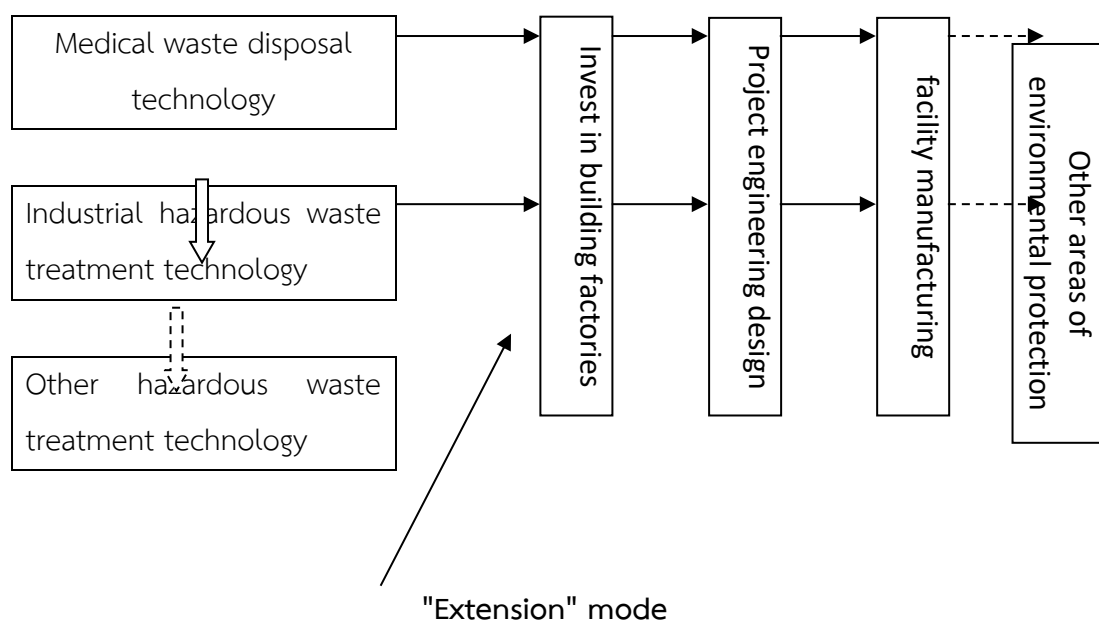 Medical waste disposal
technology
Industrial hazardous waste
treatment technology
Other hazardous waste
treatment technology
Invest in building factories
Project engineering design
facility manufacturing
Other areas of
environmental protection
"Extension" mode